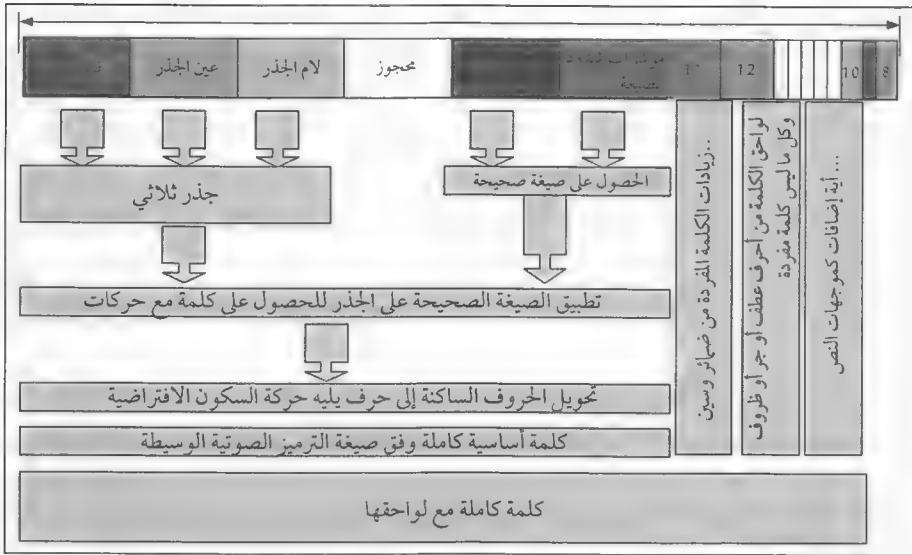 عين الجذر
لام الجذر
محجوز
12
10
8
الحصول على صيغة صحيحة
جذر ثلاثي
تطبيق الصيغة الصحيحة على الجذر للحصول على كلمة مع حركات
تحويل الحروف الساكنة إلى حرف يليه حركة السكون الافتراضية
كلمة أساسية كاملة وفق صيغة الترميز الصوتية الوسيطة
..زيادات الكلمة المفردة من ضمائر وسين
لواحق الكلمة من أحرف عطف أو جر أو ظروف
وكل ما ليس كلمة مفردة
... أية إضافات كموجهات النص
كلمة كاملة مع لواحقها